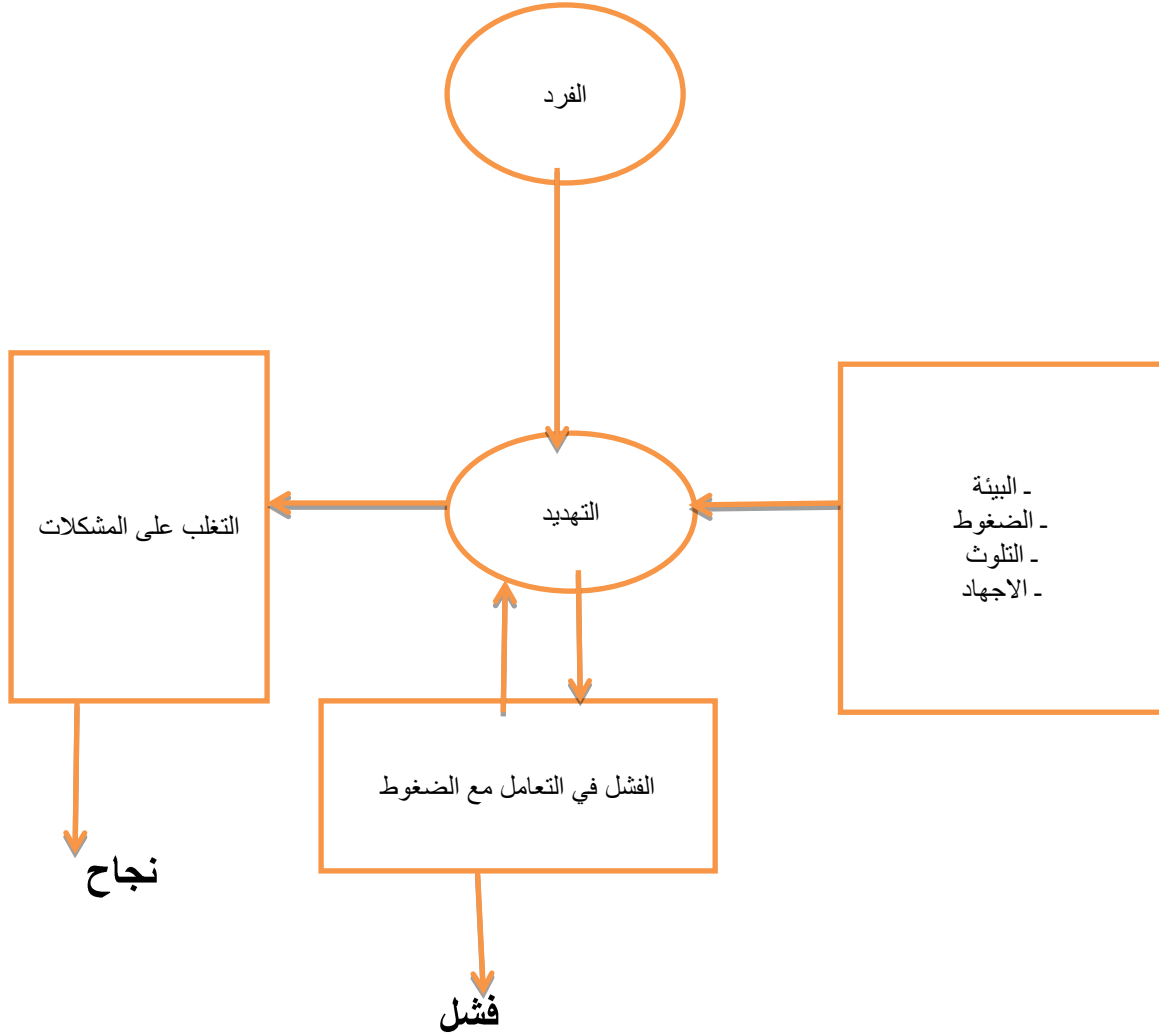 الفرد
التهديد
ـ البيئة
ـ الضغوط
ـ التلوث
ـ الاجهاد
التغلب على المشكلات
الفشل في التعامل مع الضغوط
نجاح
فشل